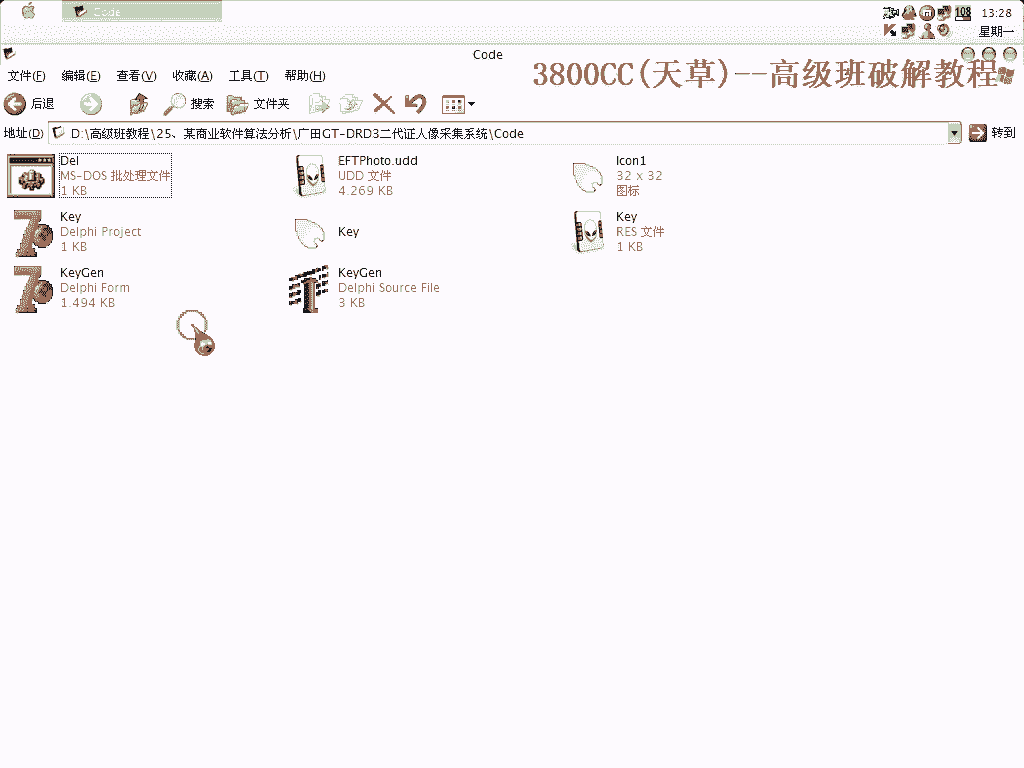 Code
13:28
108
星期一
Code
3800CC(天草)--高级班破解教程
文件(F) 编辑(E) 查看(V) 收藏(A) 工具(T) 帮助(H)
后退 搜索 文件夹
地址(D) D:\高级班教程\25、某商业软件算法分析\广田GT-DRD3二代证人像采集系统\Code 转到
Del
MS-DOS 批处理文件
1 KB
EFTPhoto.udd
UDD 文件
4.269 KB
Icon1
32 x 32
图标
Key
Delphi Project
1 KB
Key
Key
RES 文件
1 KB
KeyGen
Delphi Form
1.494 KB
KeyGen
Delphi Source File
3 KB